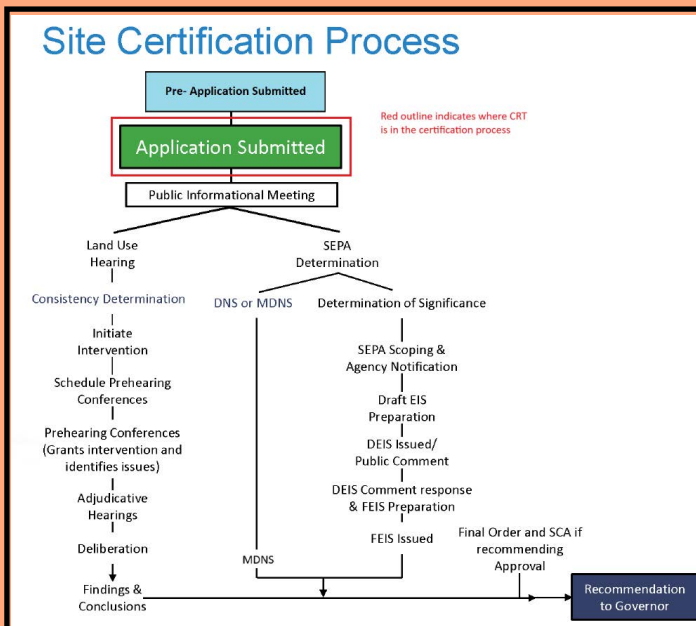 Site Certification Process
Pre- Application Submitted
Red outline indicates where CRT
is in the certification process
Application Submitted
Public Informational Meeting
Land Use
Hearing
Consistency Determination
Initiate
Intervention
Schedule Prehearing
Conferences
Prehearing Conferences
(Grants intervention and
identifies issues)
Adjudicative
Hearings
Deliberation
Findings &
Conclusions
SEPA
Determination
DNS or MDNS
MDNS
Determination of Significance
SEPA Scoping &
Agency Notification
Draft EIS
Preparation
DEIS Issued/
Public Comment
DEIS Comment response
& FEIS Preparation
FEIS Issued
Final Order and SCA if
recommending
Approval
Recommendation
to Governor